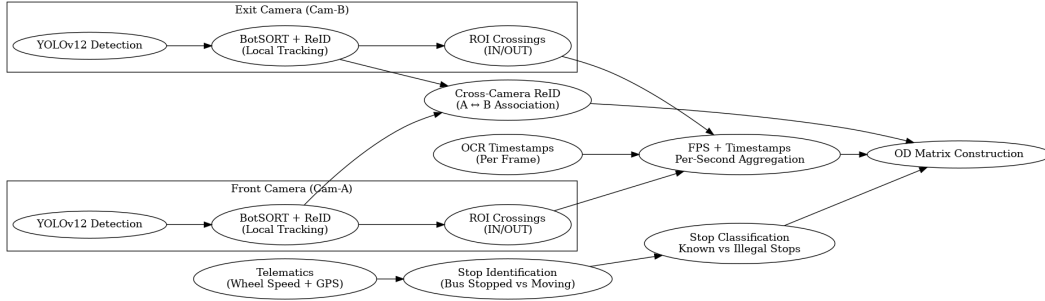 Exit Camera (Cam-B)
YOLOv12 Detection
BotSORT + ReID
(Local Tracking)
ROI Crossings
(IN/OUT)
Cross-Camera ReID
(A ↔ B Association)
OCR Timestamps
(Per Frame)
FPS + Timestamps
Per-Second Aggregation
OD Matrix Construction
Front Camera (Cam-A)
YOLOv12 Detection
BotSORT + ReID
(Local Tracking)
ROI Crossings
(IN/OUT)
Stop Classification
Known vs Illegal Stops
Telematics
(Wheel Speed + GPS)
Stop Identification
(Bus Stopped vs Moving)